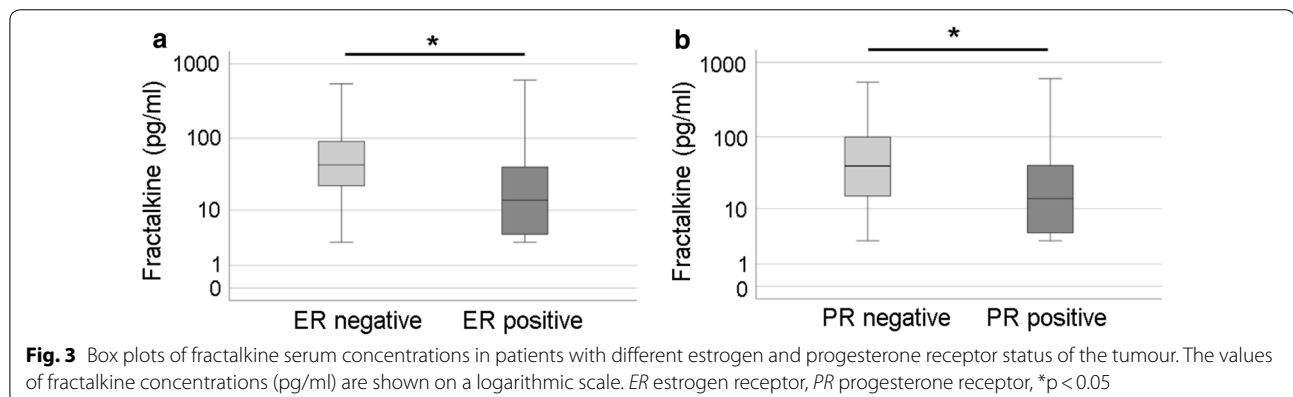 a
*
Fractalkine (pg/ml)
1000
100
10
1
0
ER negative ER positive
b
*
Fractalkine (pg/ml)
1000
100
10
1
0
PR negative PR positive
Fig. 3 Box plots of fractalkine serum concentrations in patients with different estrogen and progesterone receptor status of the tumour. The values
of fractalkine concentrations (pg/ml) are shown on a logarithmic scale. ER estrogen receptor, PR progesterone receptor, *p < 0.05